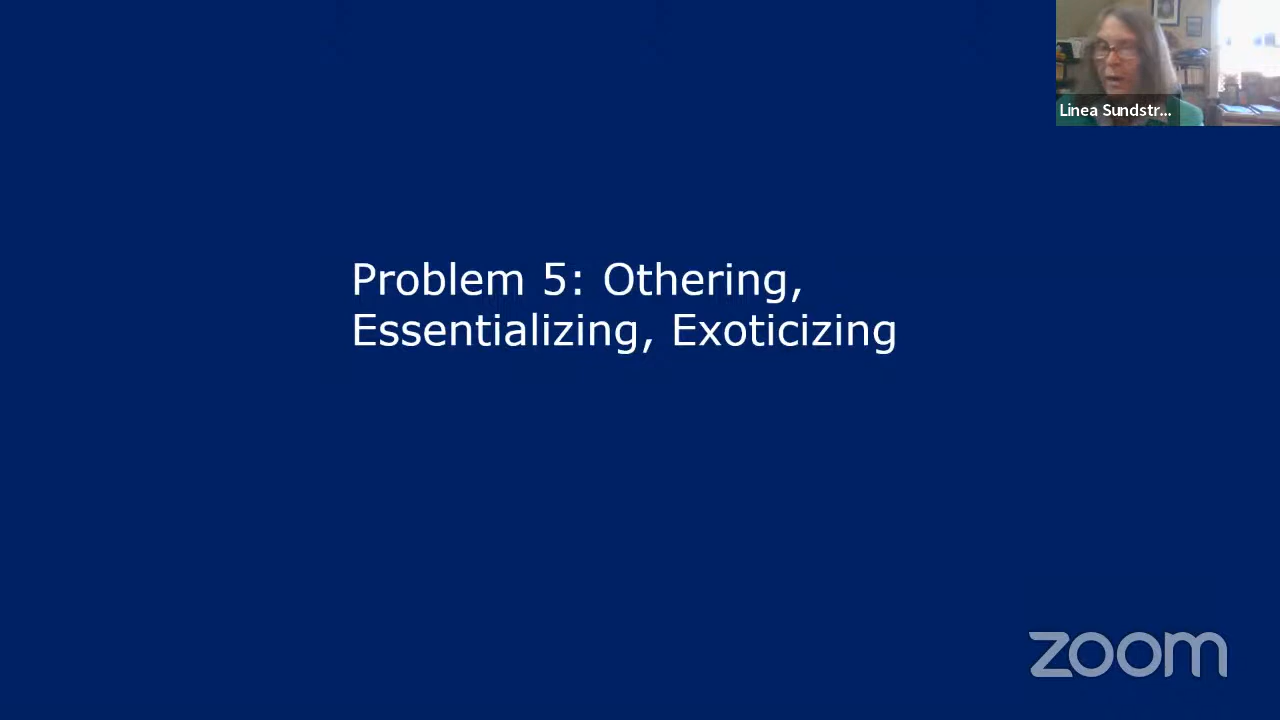 Linea Sundstr...
Problem 5: Othering,
Essentializing, Exoticizing
zoom